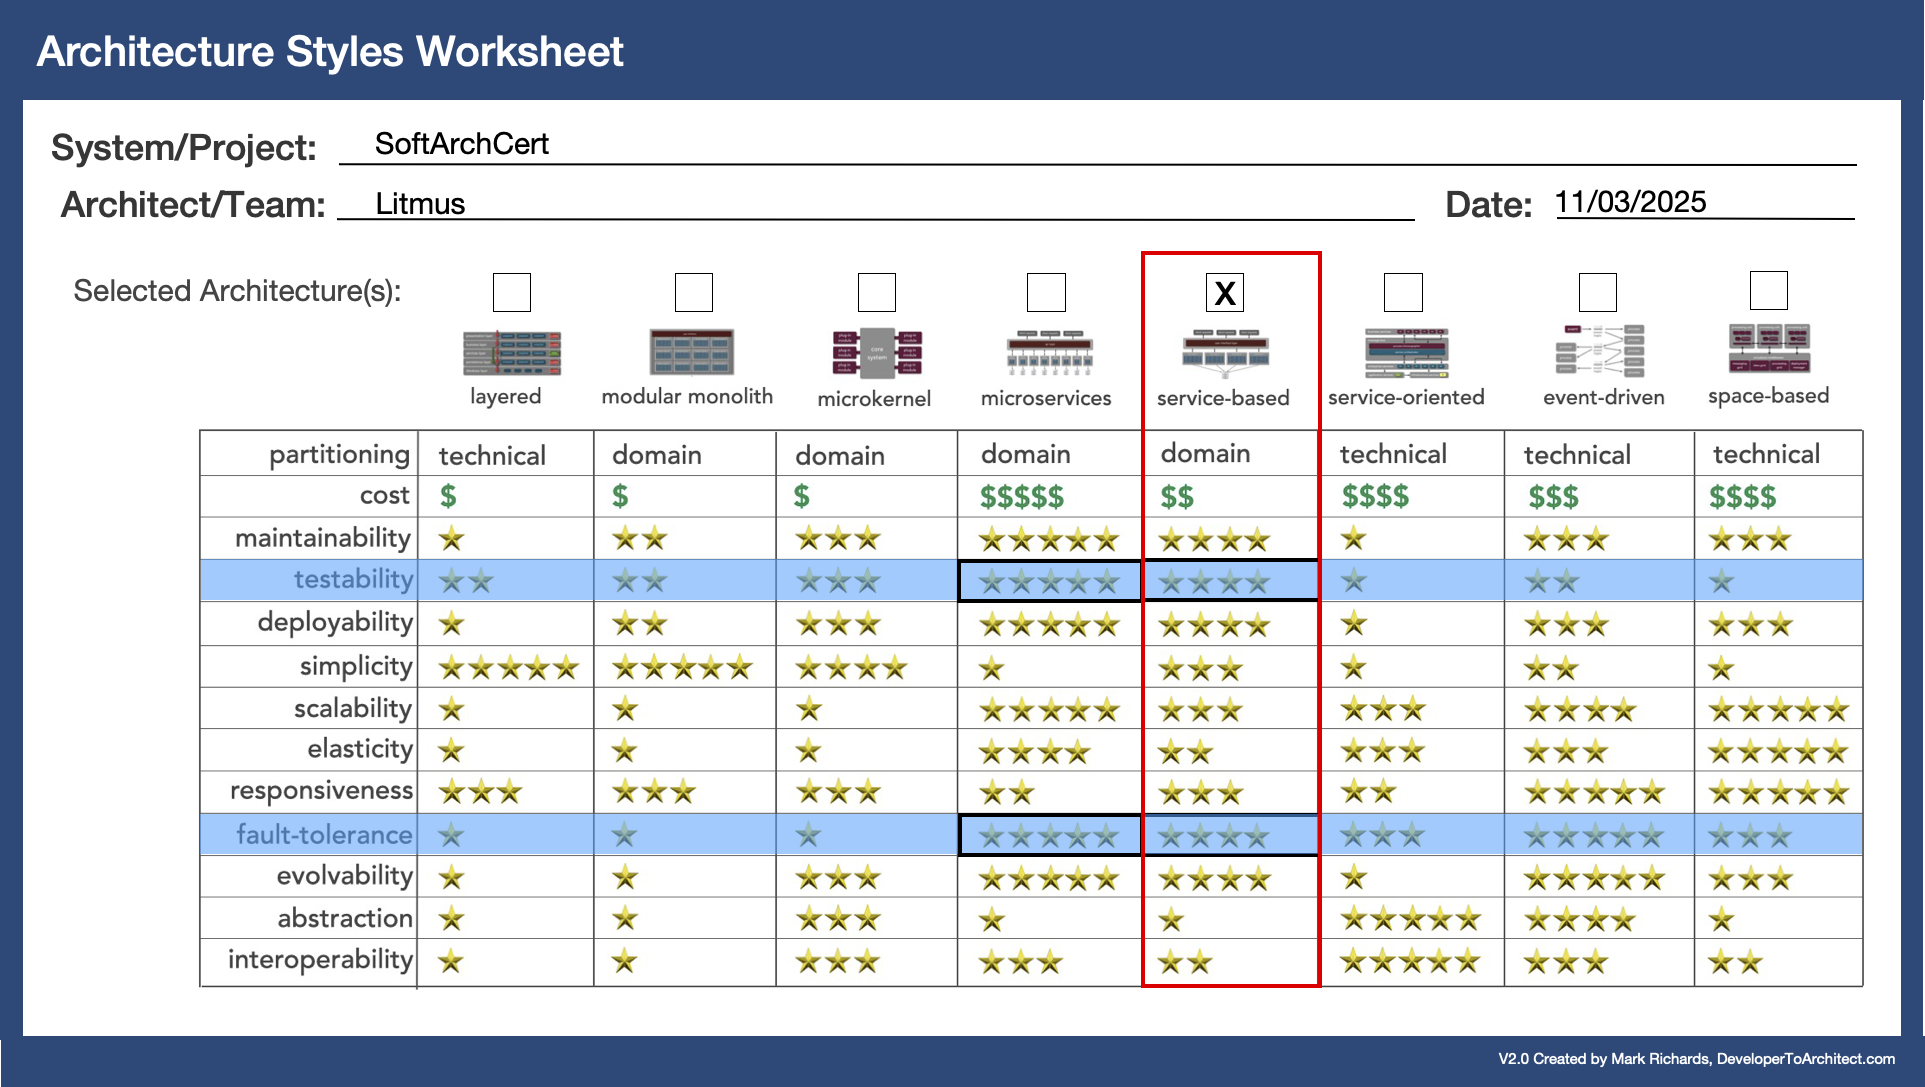 Architecture Styles Worksheet
System/Project: SoftArchCert
Architect/Team: Litmus Date: 11/03/2025
Selected Architecture(s): X
core system
layered modular monolith microkernel microservices service-based service-oriented event-driven space-based
partitioning technical domain domain domain domain technical technical technical
cost $ $ $ $$$$$ $$ $$$$ $$$ $$$$
maintainability
testability
deployability
simplicity
scalability
elasticity
responsiveness
fault-tolerance
evolvability
abstraction
interoperability
V2.0 Created by Mark Richards, DeveloperToArchitect.com